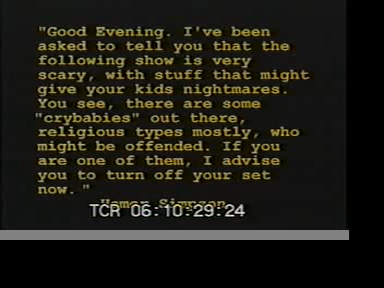 "Good Evening. I've been
asked to tell you that the
following show is very
scary, with stuff that might
give your kids nightmares.
You see, there are some
"crybabies" out there,
religious types mostly, who
might be offended. If you
are one of them, I advise
you to turn off your set
now."
Homer Simpson
TCR 06:10:29:24